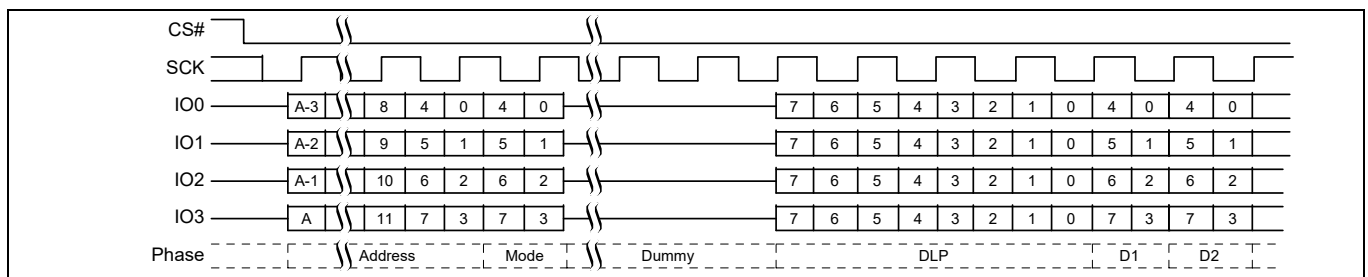 CS#
SCK
IO0 A-3 8 4 0 4 0 7 6 5 4 3 2 1 0 4 0 4 0
IO1 A-2 9 5 1 5 1 7 6 5 4 3 2 1 0 5 1 5 1
IO2 A-1 10 6 2 6 2 7 6 5 4 3 2 1 0 6 2 6 2
IO3 A 11 7 3 7 3 7 6 5 4 3 2 1 0 7 3 7 3
Phase Address Mode Dummy DLP D1 D2